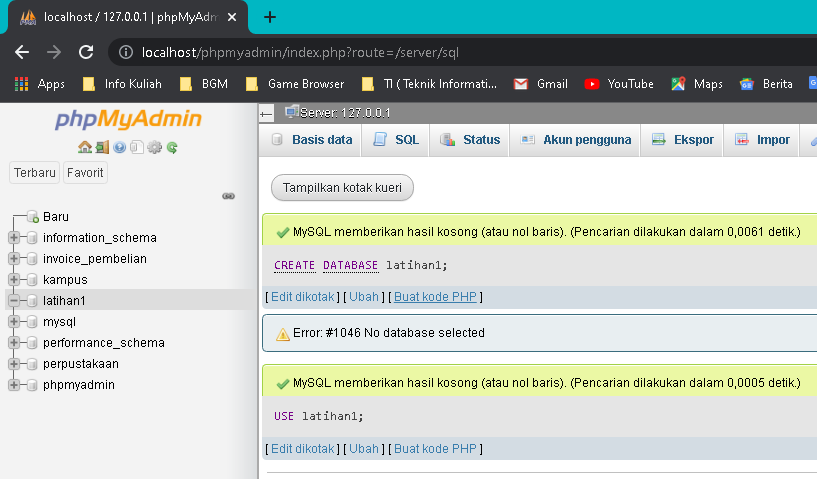 localhost / 127.0.0.1 | phpMyAdm
localhost/phpmyadmin/index.php?route=/server/sql
Apps Info Kuliah BGM Game Browser TI ( Teknik Informati... Gmail YouTube Maps Berita
phpMyAdmin
Terbaru Favorit
Baru
information_schema
invoice_pembelian
kampus
latihan1
mysql
performance_schema
perpustakaan
phpmyadmin
Server: 127.0.0.1
Basis data SQL Status Akun pengguna Ekspor Impor
Tampilkan kotak kueri
MySQL memberikan hasil kosong (atau nol baris). (Pencarian dilakukan dalam 0,0061 detik.)
CREATE DATABASE latihan1;
[ Edit dikotak ] [ Ubah ] [ Buat kode PHP ]
Error: #1046 No database selected
MySQL memberikan hasil kosong (atau nol baris). (Pencarian dilakukan dalam 0,0005 detik.)
USE latihan1;
[ Edit dikotak ] [ Ubah ] [ Buat kode PHP ]